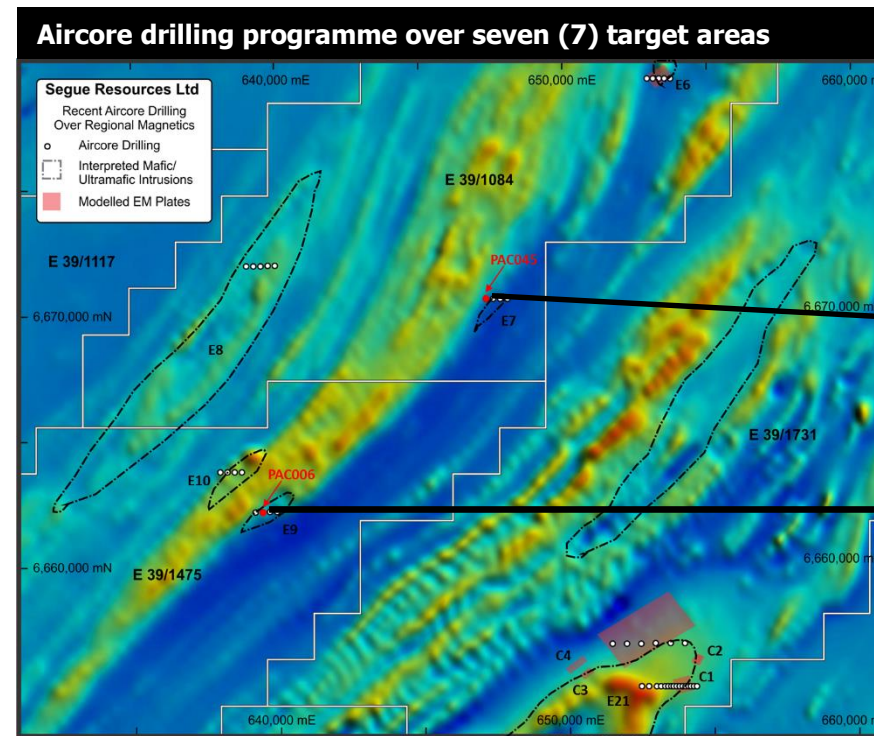 Aircore drilling programme over seven (7) target areas
640,000 mE
650,000 mE
660,000 m
Segue Resources Ltd
Recent Aircore Drilling
Over Regional Magnetics
Aircore Drilling
Interpreted Mafic/
Ultramafic Intrusions
Modelled EM Plates
E6
E 39/1084
E 39/1117
PAC045
6,670,000 mN
E7
6,670,000 mN
E8
E 39/1731
E10
PAC006
E9
6,660,000 mN
E 39/1475
6,660,000 m
C4
C2
C3
C1
E21
640,000 mE
650,000 mE
660,000 m